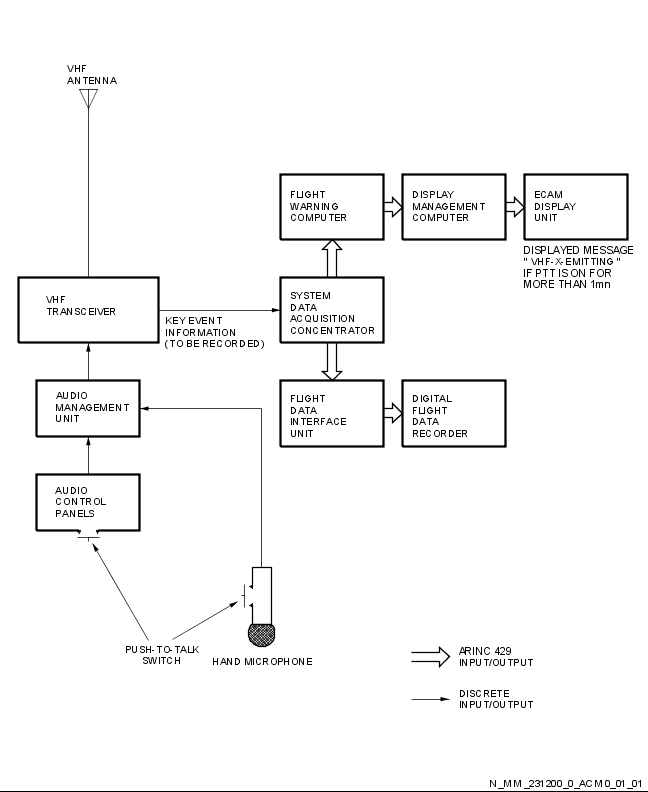 VHF
ANTENNA
FLIGHT
WARNING
COMPUTER
DISPLAY
MANAGEMENT
COMPUTER
ECAM
DISPLAY
UNIT
DISPLAYED MESSAGE
" VHF-X-EMITTING "
IF PTT IS ON FOR
MORE THAN 1mn
VHF
TRANSCEIVER
KEY EVENT
INFORMATION
(TO BE RECORDED)
SYSTEM
DATA
ACQUISITION
CONCENTRATOR
AUDIO
MANAGEMENT
UNIT
FLIGHT
DATA
INTERFACE
UNIT
DIGITAL
FLIGHT
DATA
RECORDER
AUDIO
CONTROL
PANELS
PUSH-TO-TALK
SWITCH
HAND MICROPHONE
ARINC 429
INPUT/OUTPUT
DISCRETE
INPUT/OUTPUT
N_MM_231200_0_ACM0_01_01